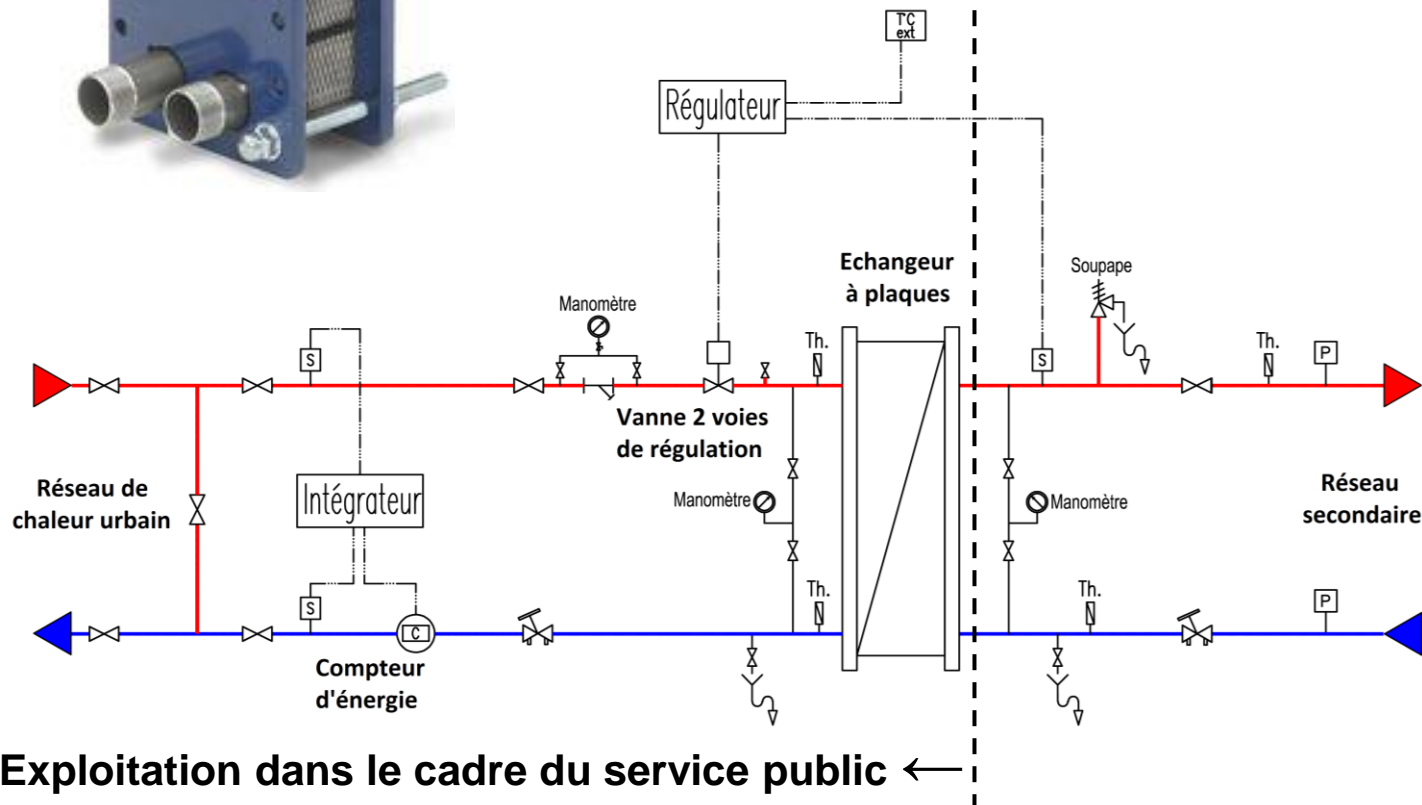 T°C
ext
Régulateur
Echangeur
à plaques
Soupape
Manomètre
Th.
Th.
S
S
P
Vanne 2 voies
de régulation
Réseau de
chaleur urbain
Intégrateur
Manomètre
Manomètre
Réseau
secondaire
S
C
Th.
Th.
P
Compteur
d'énergie
Exploitation dans le cadre du service public ←